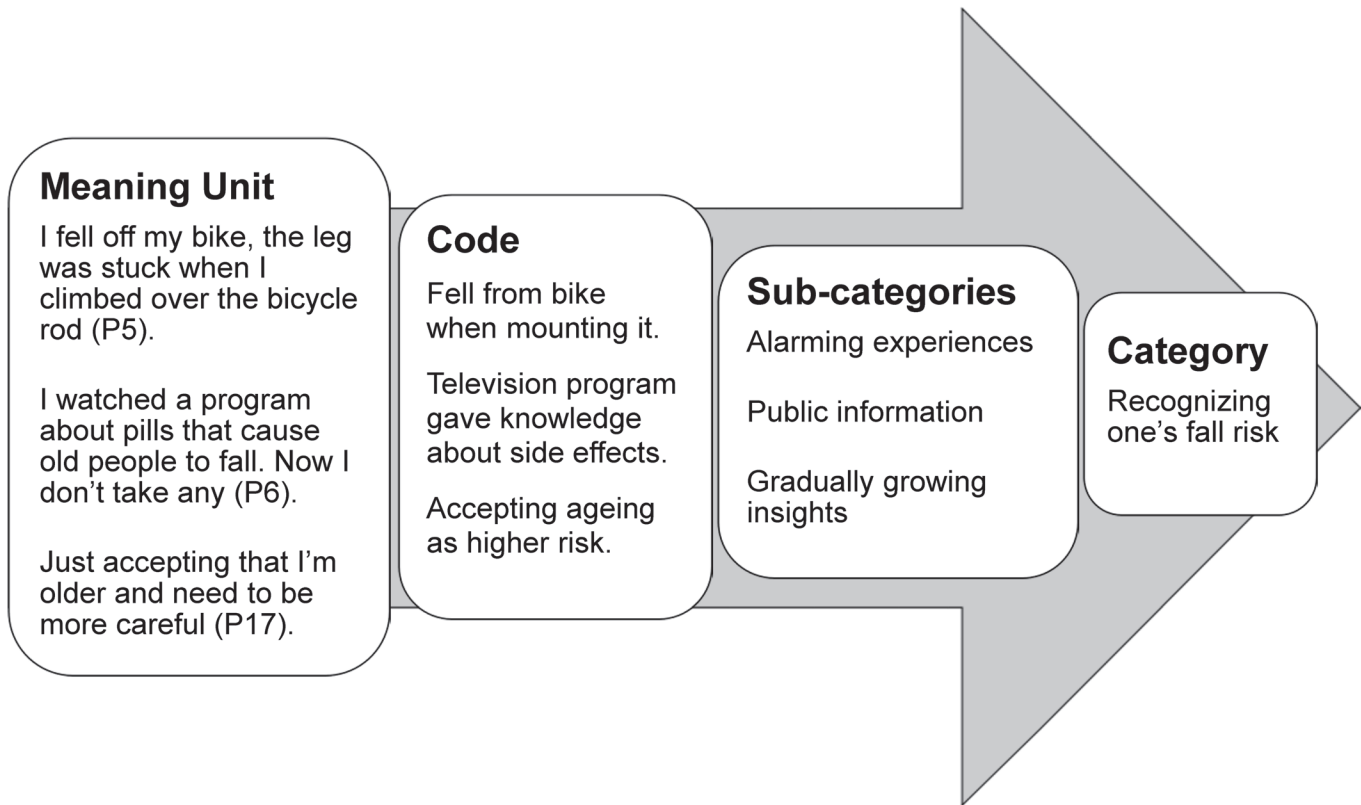 Meaning Unit
I fell off my bike, the leg
was stuck when I
climbed over the bicycle
rod (P5).
I watched a program
about pills that cause
old people to fall. Now I
don’t take any (P6).
Just accepting that I’m
older and need to be
more careful (P17).
Code
Fell from bike
when mounting it.
Television program
gave knowledge
about side effects.
Accepting ageing
as higher risk.
Sub-categories
Alarming experiences
Public information
Gradually growing
insights
Category
Recognizing
one’s fall risk